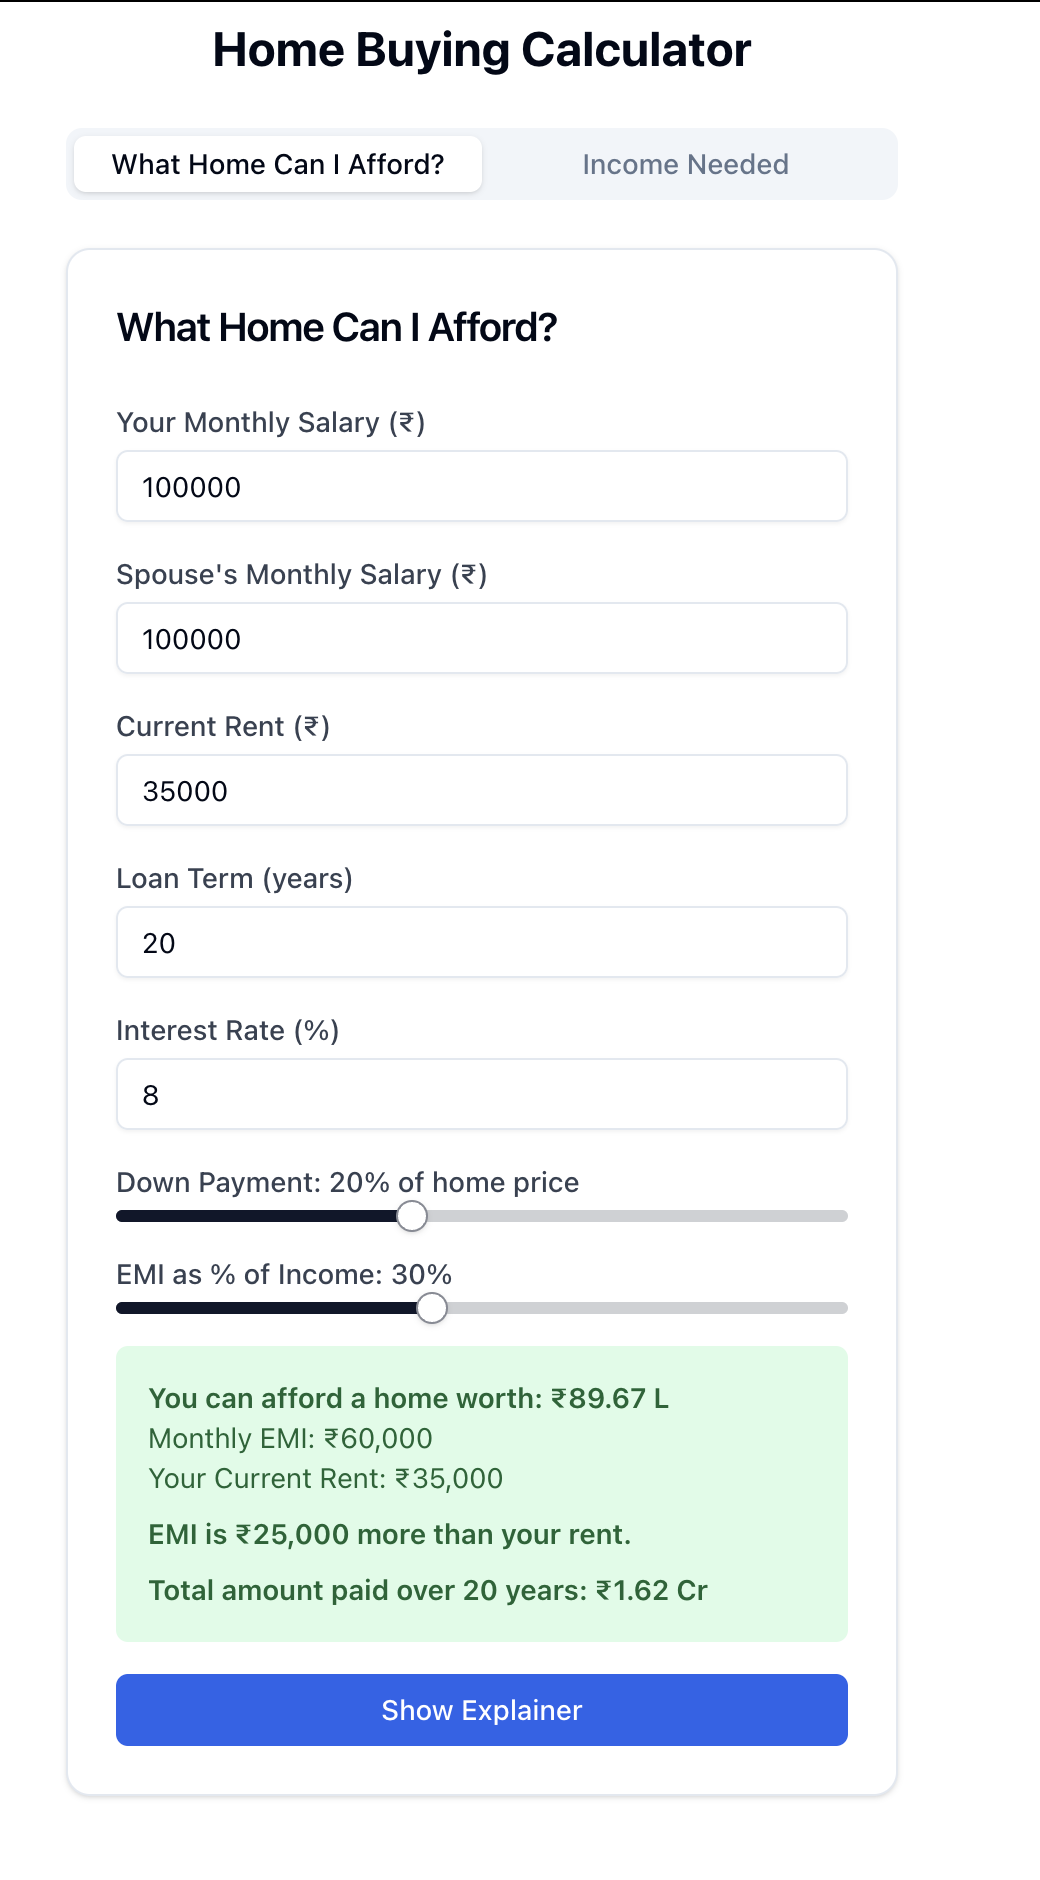 Home Buying Calculator
What Home Can I Afford?
Income Needed
What Home Can I Afford?
Your Monthly Salary (₹)
100000
Spouse's Monthly Salary (₹)
100000
Current Rent (₹)
35000
Loan Term (years)
20
Interest Rate (%)
8
Down Payment: 20% of home price
EMI as % of Income: 30%
You can afford a home worth: ₹89.67 L
Monthly EMI: ₹60,000
Your Current Rent: ₹35,000
EMI is ₹25,000 more than your rent.
Total amount paid over 20 years: ₹1.62 Cr
Show Explainer